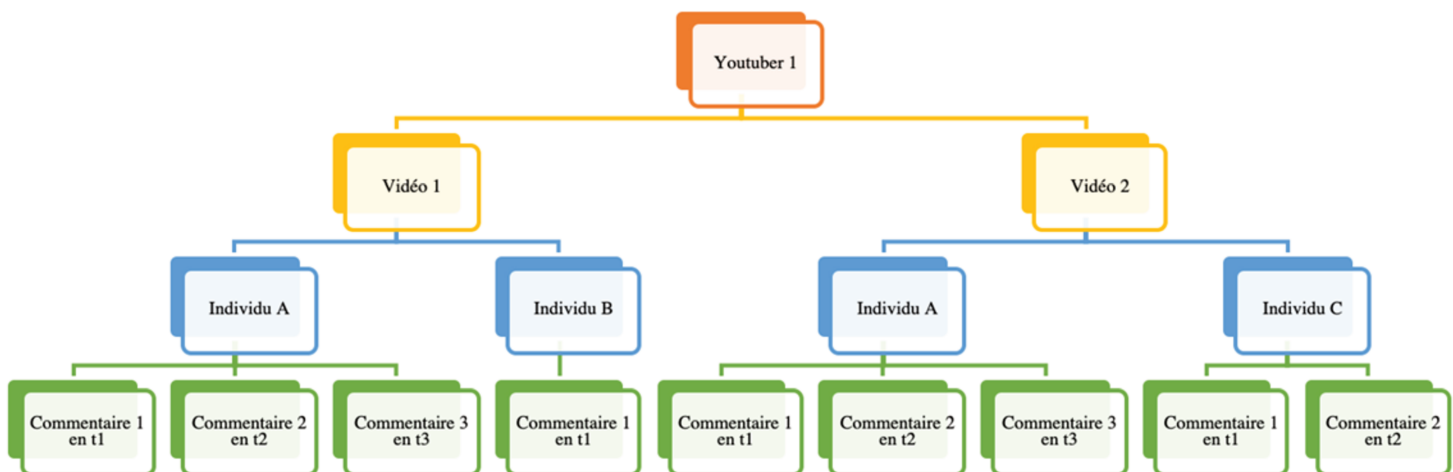 Youtuber 1
Vidéo 1
Vidéo 2
Individu A
Individu B
Individu A
Individu C
Commentaire 1
en t1
Commentaire 2
en t2
Commentaire 3
en t3
Commentaire 1
en t1
Commentaire 1
en t1
Commentaire 2
en t2
Commentaire 3
en t3
Commentaire 1
en t1
Commentaire 2
en t2